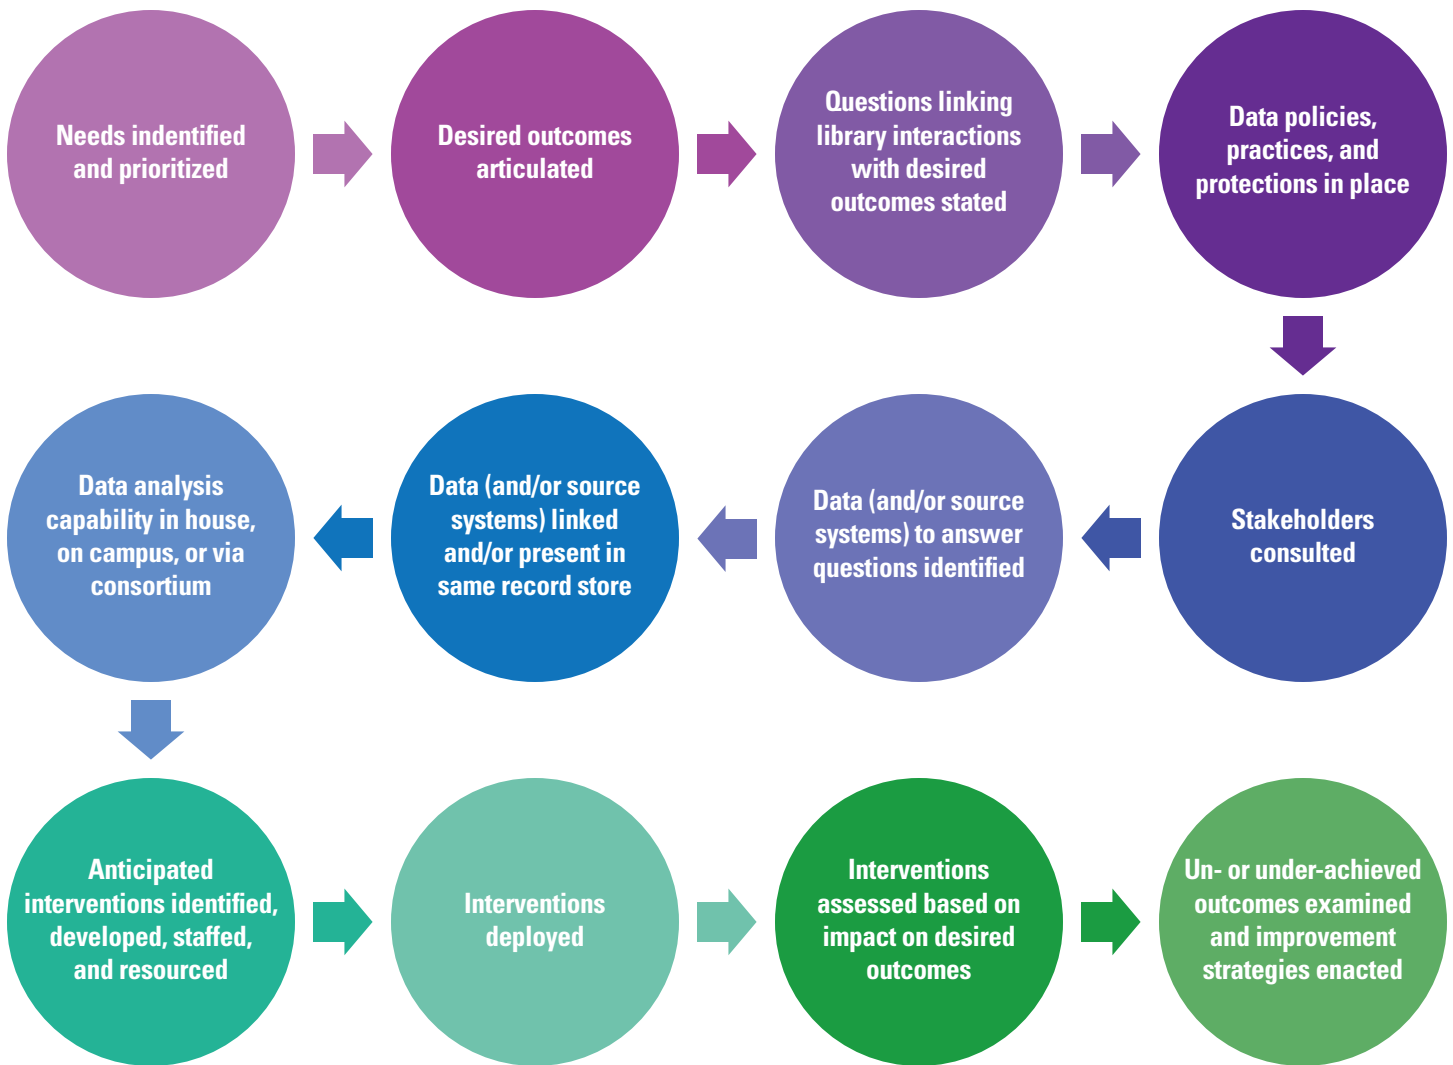 Needs indentified
and prioritized
Desired outcomes
articulated
Questions linking
library interactions
with desired
outcomes stated
Data policies,
practices, and
protections in place
Stakeholders
consulted
Data (and/or source
systems) to answer
questions identified
Data (and/or source
systems) linked
and/or present in
same record store
Data analysis
capability in house,
on campus, or via
consortium
Anticipated
interventions identified,
developed, staffed,
and resourced
Interventions
deployed
Interventions
assessed based on
impact on desired
outcomes
Un- or under-achieved
outcomes examined
and improvement
strategies enacted